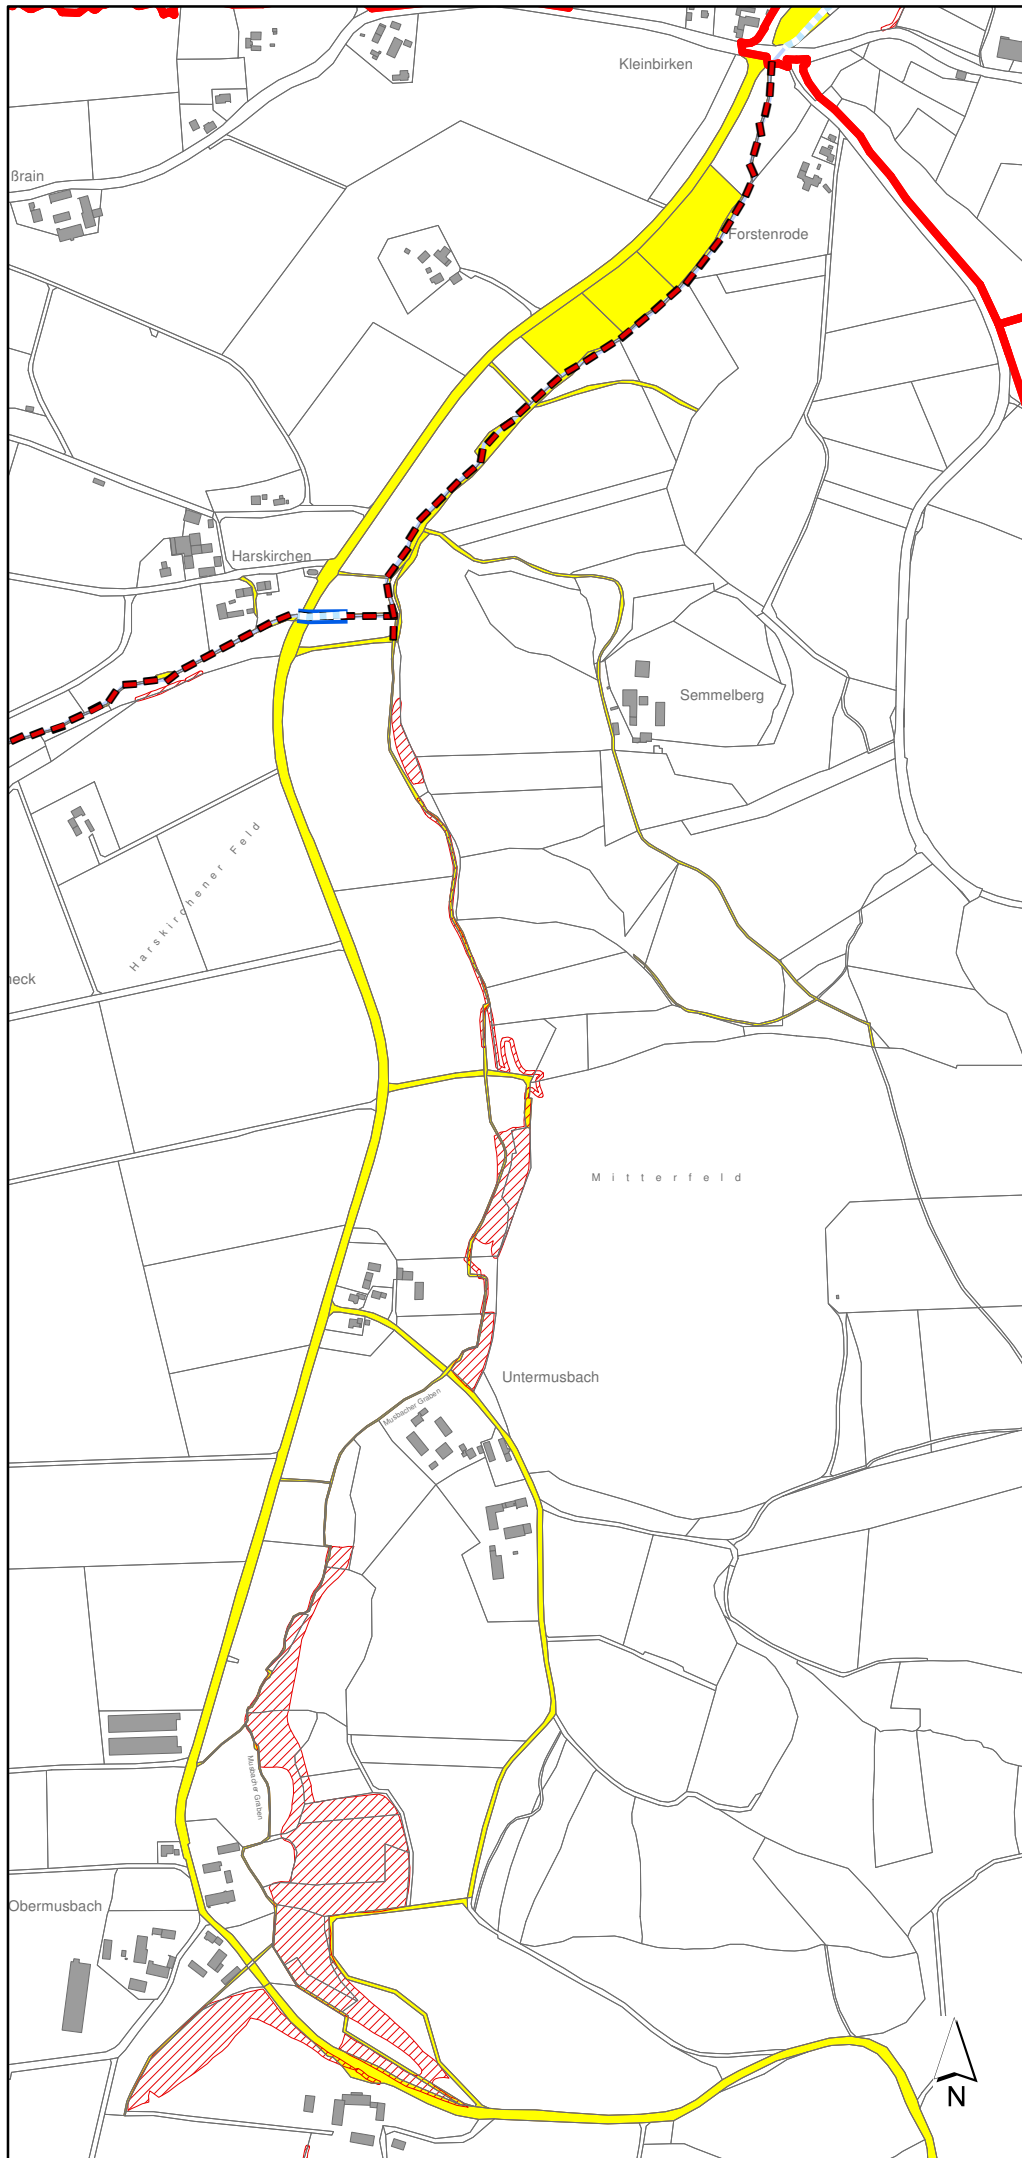 Kleinbirken
ßrain
Forstenrode
Harskirchen
Semmelberg
Harskirchener Feld
neck
Mitterfeld
Untermusbach
Musbacher Graben
Musbacher Graben
Obermusbach
N